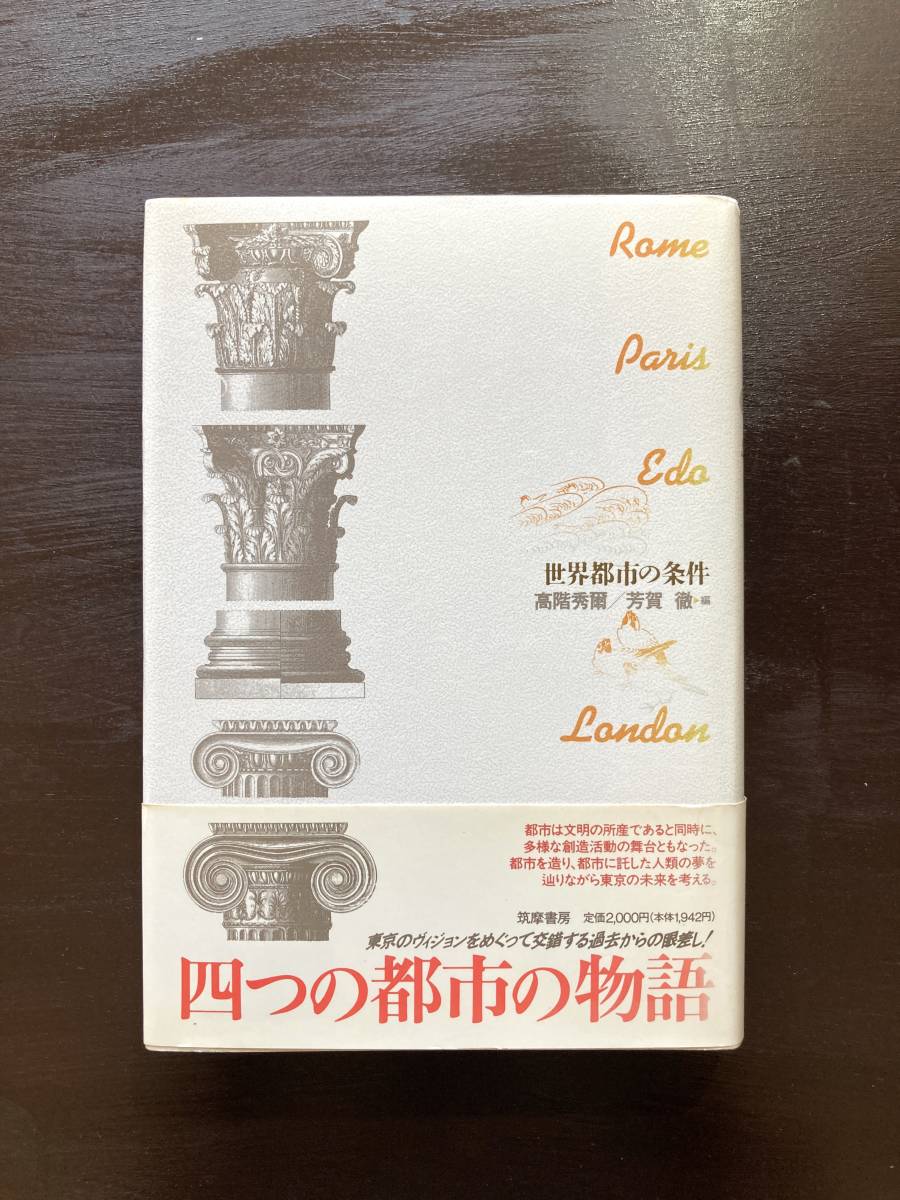 Rome
Paris
Edo
世界都市の条件
高階秀爾/芳賀 徹▶編
London
都市は文明の所産であると同時に、
多様な創造活動の舞台ともなった。
都市を造り、都市に託した人類の夢を
辿りながら東京の未来を考える。
筑摩書房 定価2,000円(本体1,942円)
東京のヴィジョンをめぐって交錯する過去からの眼差し!
四つの都市の物語